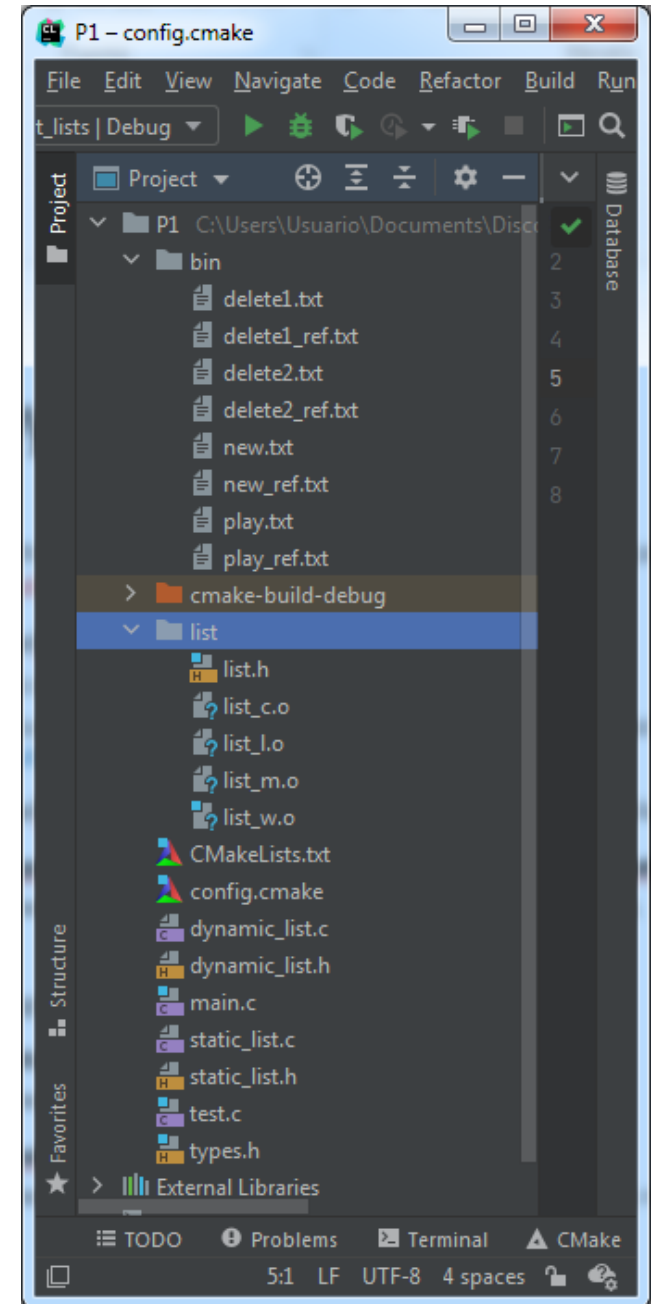 P1 – config.cmake
File Edit View Navigate Code Refactor Build Run
t_lists | Debug
Project
Project
P1 C:\Users\Usuario\Documents\Disco
bin
delete1.txt
delete1_ref.txt
delete2.txt
delete2_ref.txt
new.txt
new_ref.txt
play.txt
play_ref.txt
cmake-build-debug
list
list.h
list_c.o
list_l.o
list_m.o
list_w.o
CMakeLists.txt
config.cmake
dynamic_list.c
dynamic_list.h
main.c
static_list.c
static_list.h
test.c
types.h
External Libraries
2
3
4
5
6
7
8
Database
Structure
Favorites
TODO Problems Terminal CMake
5:1 LF UTF-8 4 spaces